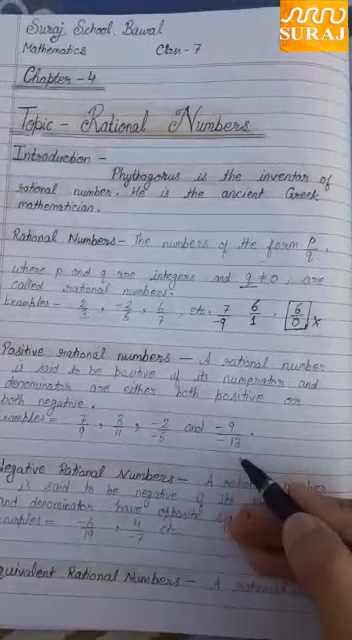 Suraj School, Bawal
Mathematics Class-7
SURAJ
Chapter-4
Topic - Rational Numbers
Introduction -
Phythagorus is the inventor of
rational number. He is the ancient Greek
mathematician.
Rational Numbers- The numbers of the form p/q,
where p and q are integers and q ≠ 0, are
called rational numbers.
Examples- 2/3, -2/5, 6/7, etc. 7/-9 6/1, 6/0 x
Positive rational numbers - A rational number
is said to be positive if its numerator and
denominator are either both positive or
both negative.
Examples = 7/9, 8/11, -2/-5 and -9/-13.
Negative Rational Numbers- A rational number
is said to be negative if its
and denominator have opposite
Examples = -6/19, 4/-7 etc
Equivalent Rational Numbers- A rational